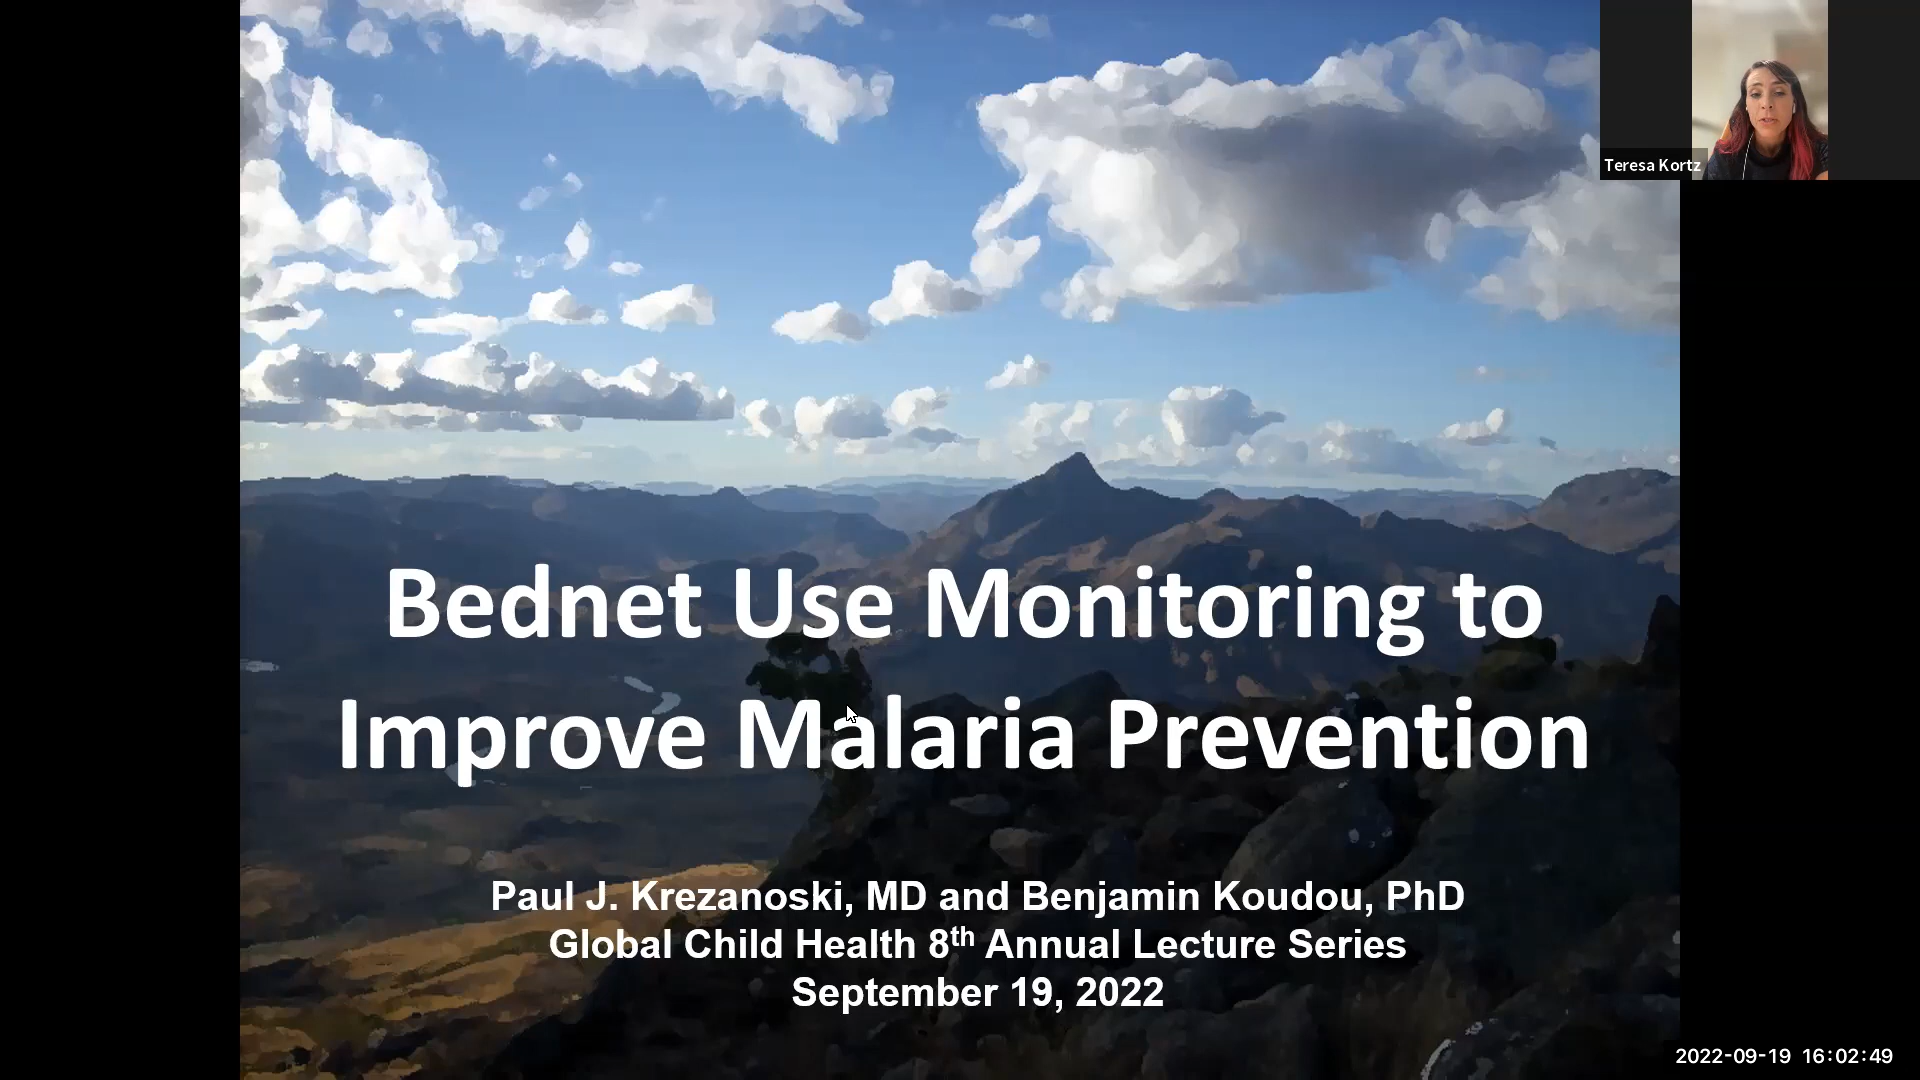 Teresa Kortz
Bednet Use Monitoring to
Improve Malaria Prevention
Paul J. Krezanoski, MD and Benjamin Koudou, PhD
Global Child Health 8th Annual Lecture Series
September 19, 2022
2022-09-19 16:02:49